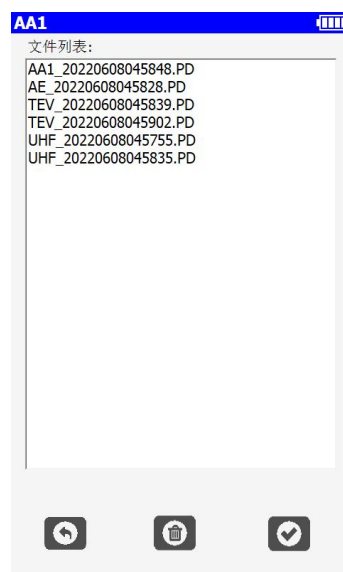 AA1
文件列表:
AA1_20220608045848.PD
AE_20220608045828.PD
TEV_20220608045839.PD
TEV_20220608045902.PD
UHF_20220608045755.PD
UHF_20220608045835.PD